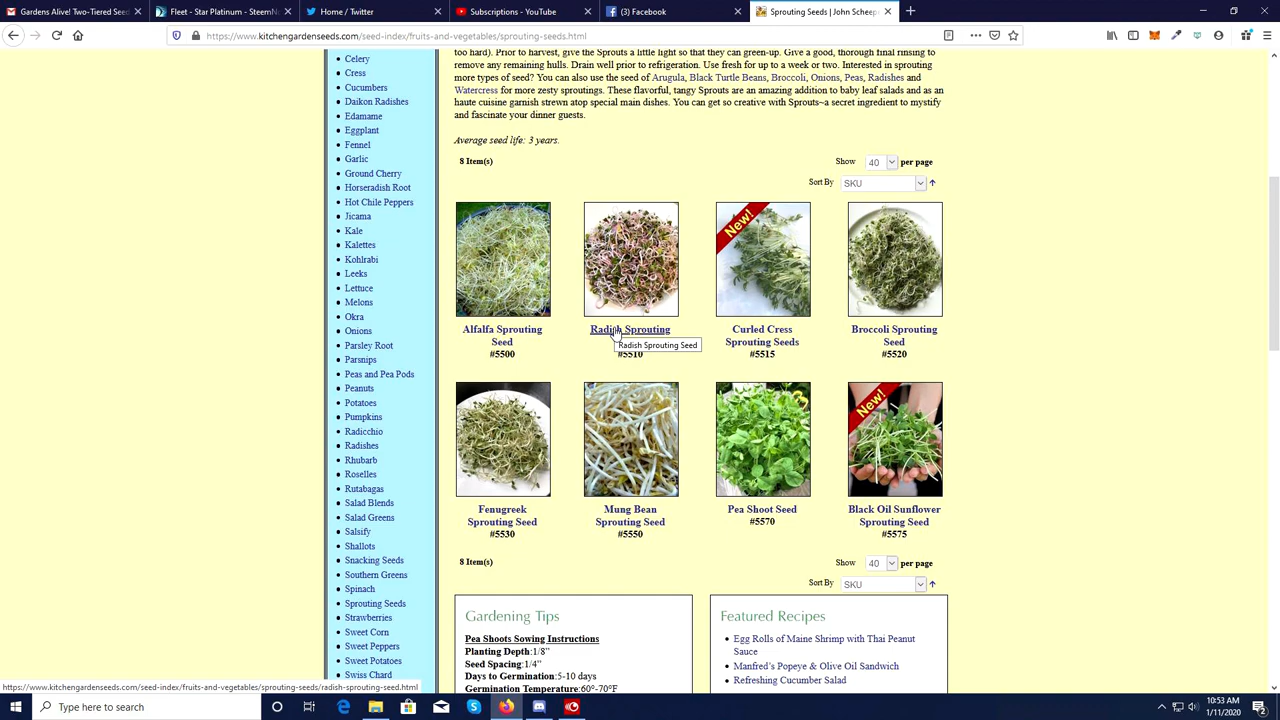 Gardens Alive! Two-Tiered Seed
Fleet - Star Platinum - SteemN
Home / Twitter
Subscriptions - YouTube
(3) Facebook
Sprouting Seeds | John Scheep
https://www.kitchengardenseeds.com/seed-index/fruits-and-vegetables/sprouting-seeds.html
Celery
Cress
Cucumbers
Daikon Radishes
Edamame
Eggplant
Fennel
Garlic
Ground Cherry
Horseradish Root
Hot Chile Peppers
Jicama
Kale
Kalettes
Kohlrabi
Leeks
Lettuce
Melons
Okra
Onions
Parsley Root
Parsnips
Peas and Pea Pods
Peanuts
Potatoes
Pumpkins
Radicchio
Radishes
Rhubarb
Roselles
Rutabagas
Salad Blends
Salad Greens
Salsify
Shallots
Snacking Seeds
Southern Greens
Spinach
Sprouting Seeds
Strawberries
Sweet Corn
Sweet Peppers
Sweet Potatoes
Swiss Chard
too hard). Prior to harvest, give the Sprouts a little light so that they can green-up. Give a good, thorough final rinsing to
remove any remaining hulls. Drain well prior to refrigeration. Use fresh for up to a week or two. Interested in sprouting
more types of seed? You can also use the seed of Arugula, Black Turtle Beans, Broccoli, Onions, Peas, Radishes and
Watercress for more zesty sproutings. These flavorful, tangy Sprouts are an amazing addition to baby leaf salads and as an
haute cuisine garnish strewn atop special main dishes. You can get so creative with Sprouts~a secret ingredient to mystify
and fascinate your dinner guests.
Average seed life: 3 years.
8 Item(s)
Show 40 per page
Sort By SKU
New!
Alfalfa Sprouting
Seed
#5500
Radish Sprouting
Radish Sprouting Seed
#5510
Curled Cress
Sprouting Seeds
#5515
Broccoli Sprouting
Seed
#5520
New!
Fenugreek
Sprouting Seed
#5530
Mung Bean
Sprouting Seed
#5550
Pea Shoot Seed
#5570
Black Oil Sunflower
Sprouting Seed
#5575
8 Item(s)
Show 40 per page
Sort By SKU
Gardening Tips
Pea Shoots Sowing Instructions
Planting Depth:1/8"
Seed Spacing:1/4"
Days to Germination:5-10 days
Germination Temperature:60°-70°F
Featured Recipes
Egg Rolls of Maine Shrimp with Thai Peanut
Sauce
Manfred's Popeye & Olive Oil Sandwich
Refreshing Cucumber Salad
https://www.kitchengardenseeds.com/seed-index/fruits-and-vegetables/sprouting-seeds/radish-sprouting-seed.html
Type here to search
10:53 AM
1/11/2020
2